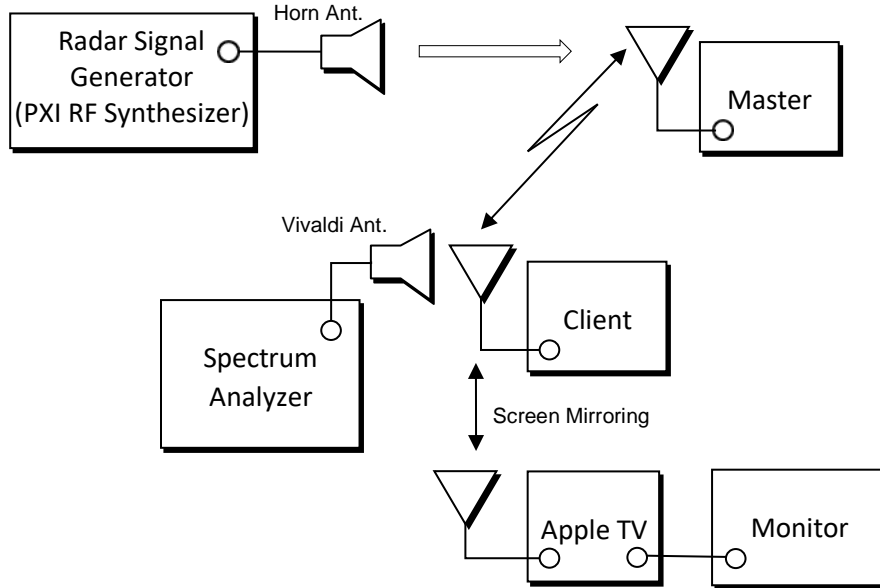 Horn Ant.
Radar Signal
Generator
(PXI RF Synthesizer)
Master
Vivaldi Ant.
Client
Spectrum
Analyzer
Screen Mirroring
Apple TV
Monitor